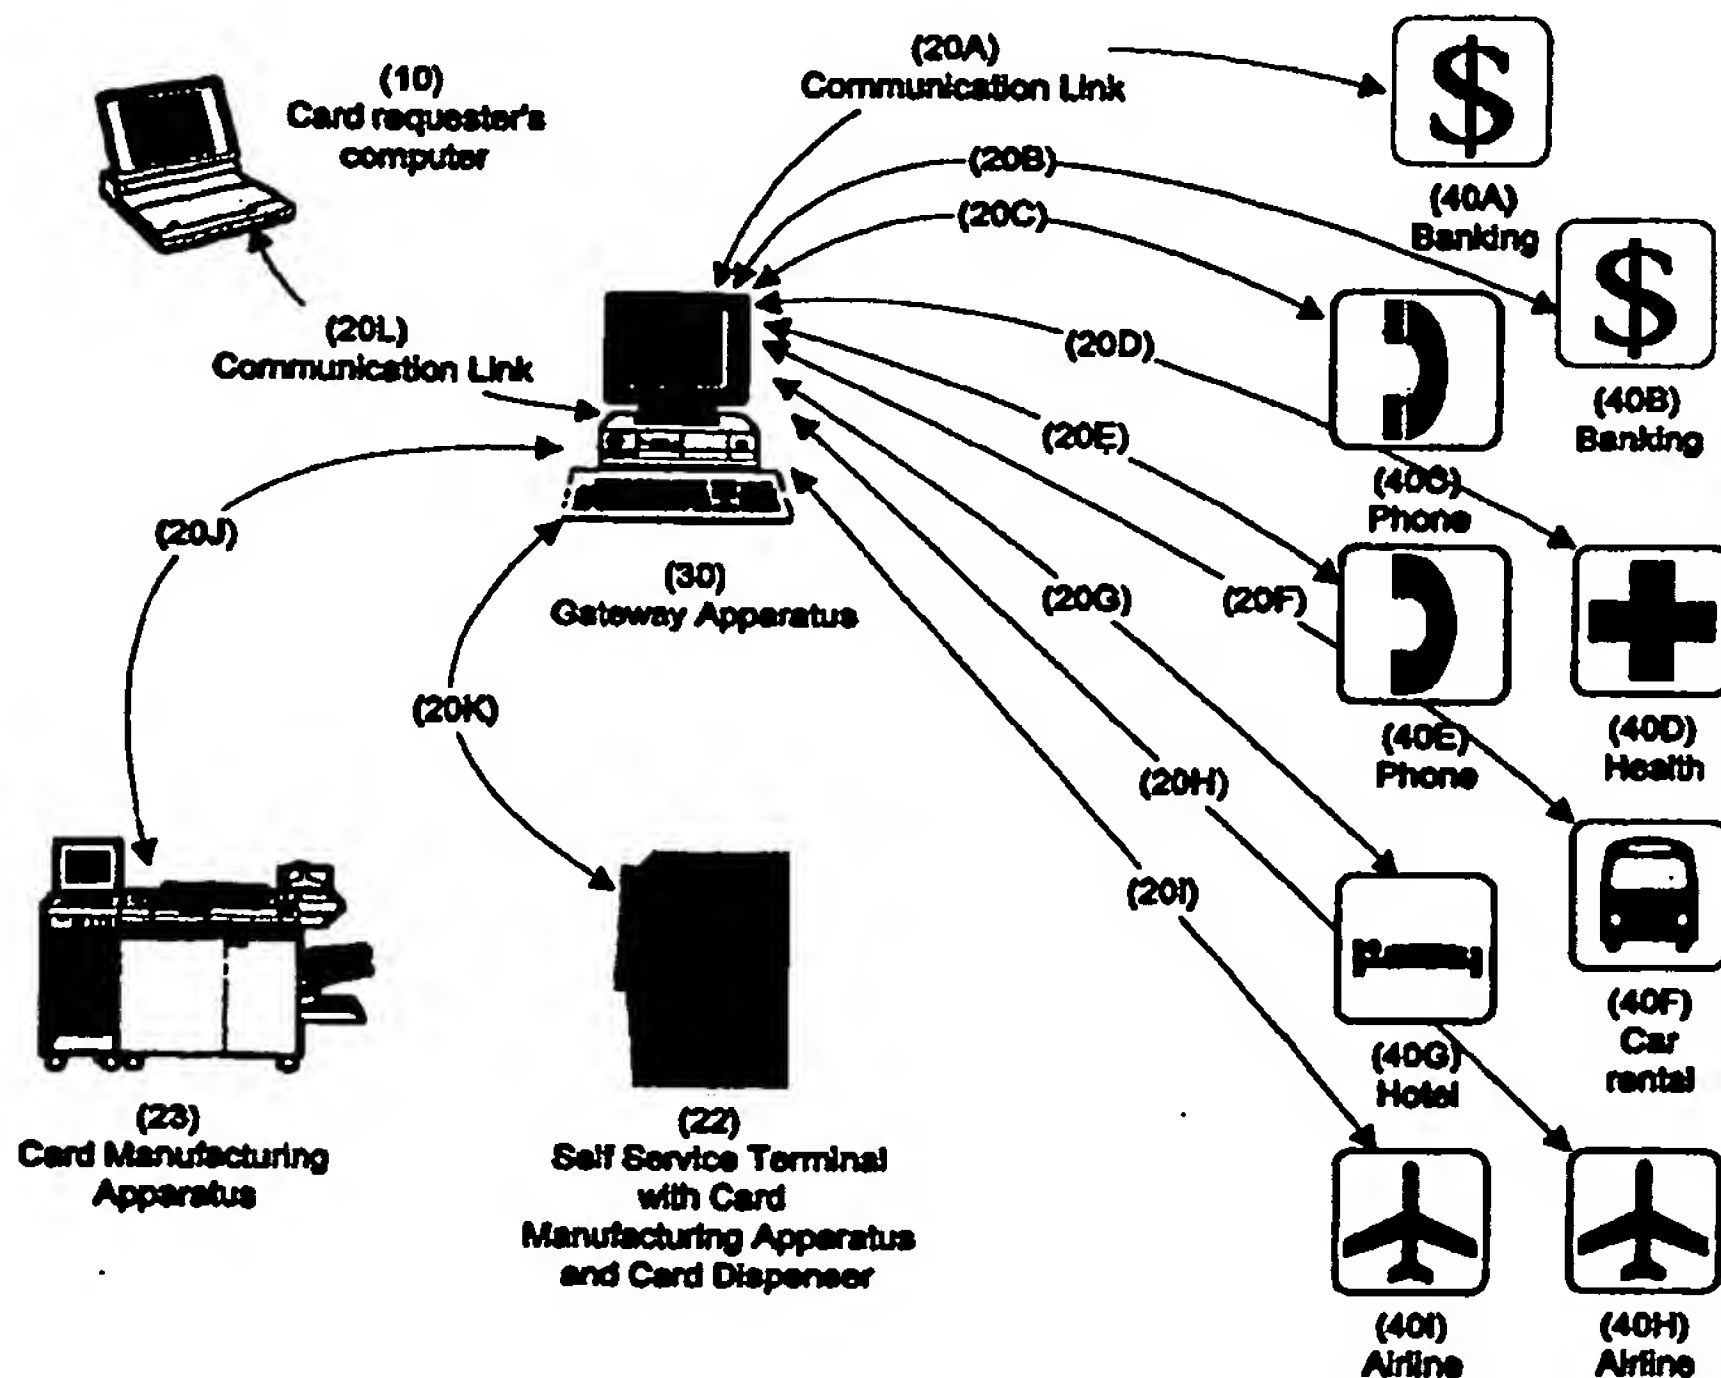 (10)
Card requester's
computer
(20A)
Communication Link
(20B)
(20C)
(40A)
Banking
(20L)
Communication Link
(20D)
(40B)
Banking
(20E)
(40C)
Phone
(20J)
(30)
Gateway Apparatus
(20G)
(20F)
(20K)
(40E)
Phone
(40D)
Health
(20H)
(20I)
(40F)
Car
rental
(40G)
Hotel
(23)
Card Manufacturing
Apparatus
(22)
Self Service Terminal
with Card
Manufacturing Apparatus
and Card Dispenser
(40I)
Airline
(40H)
Airline